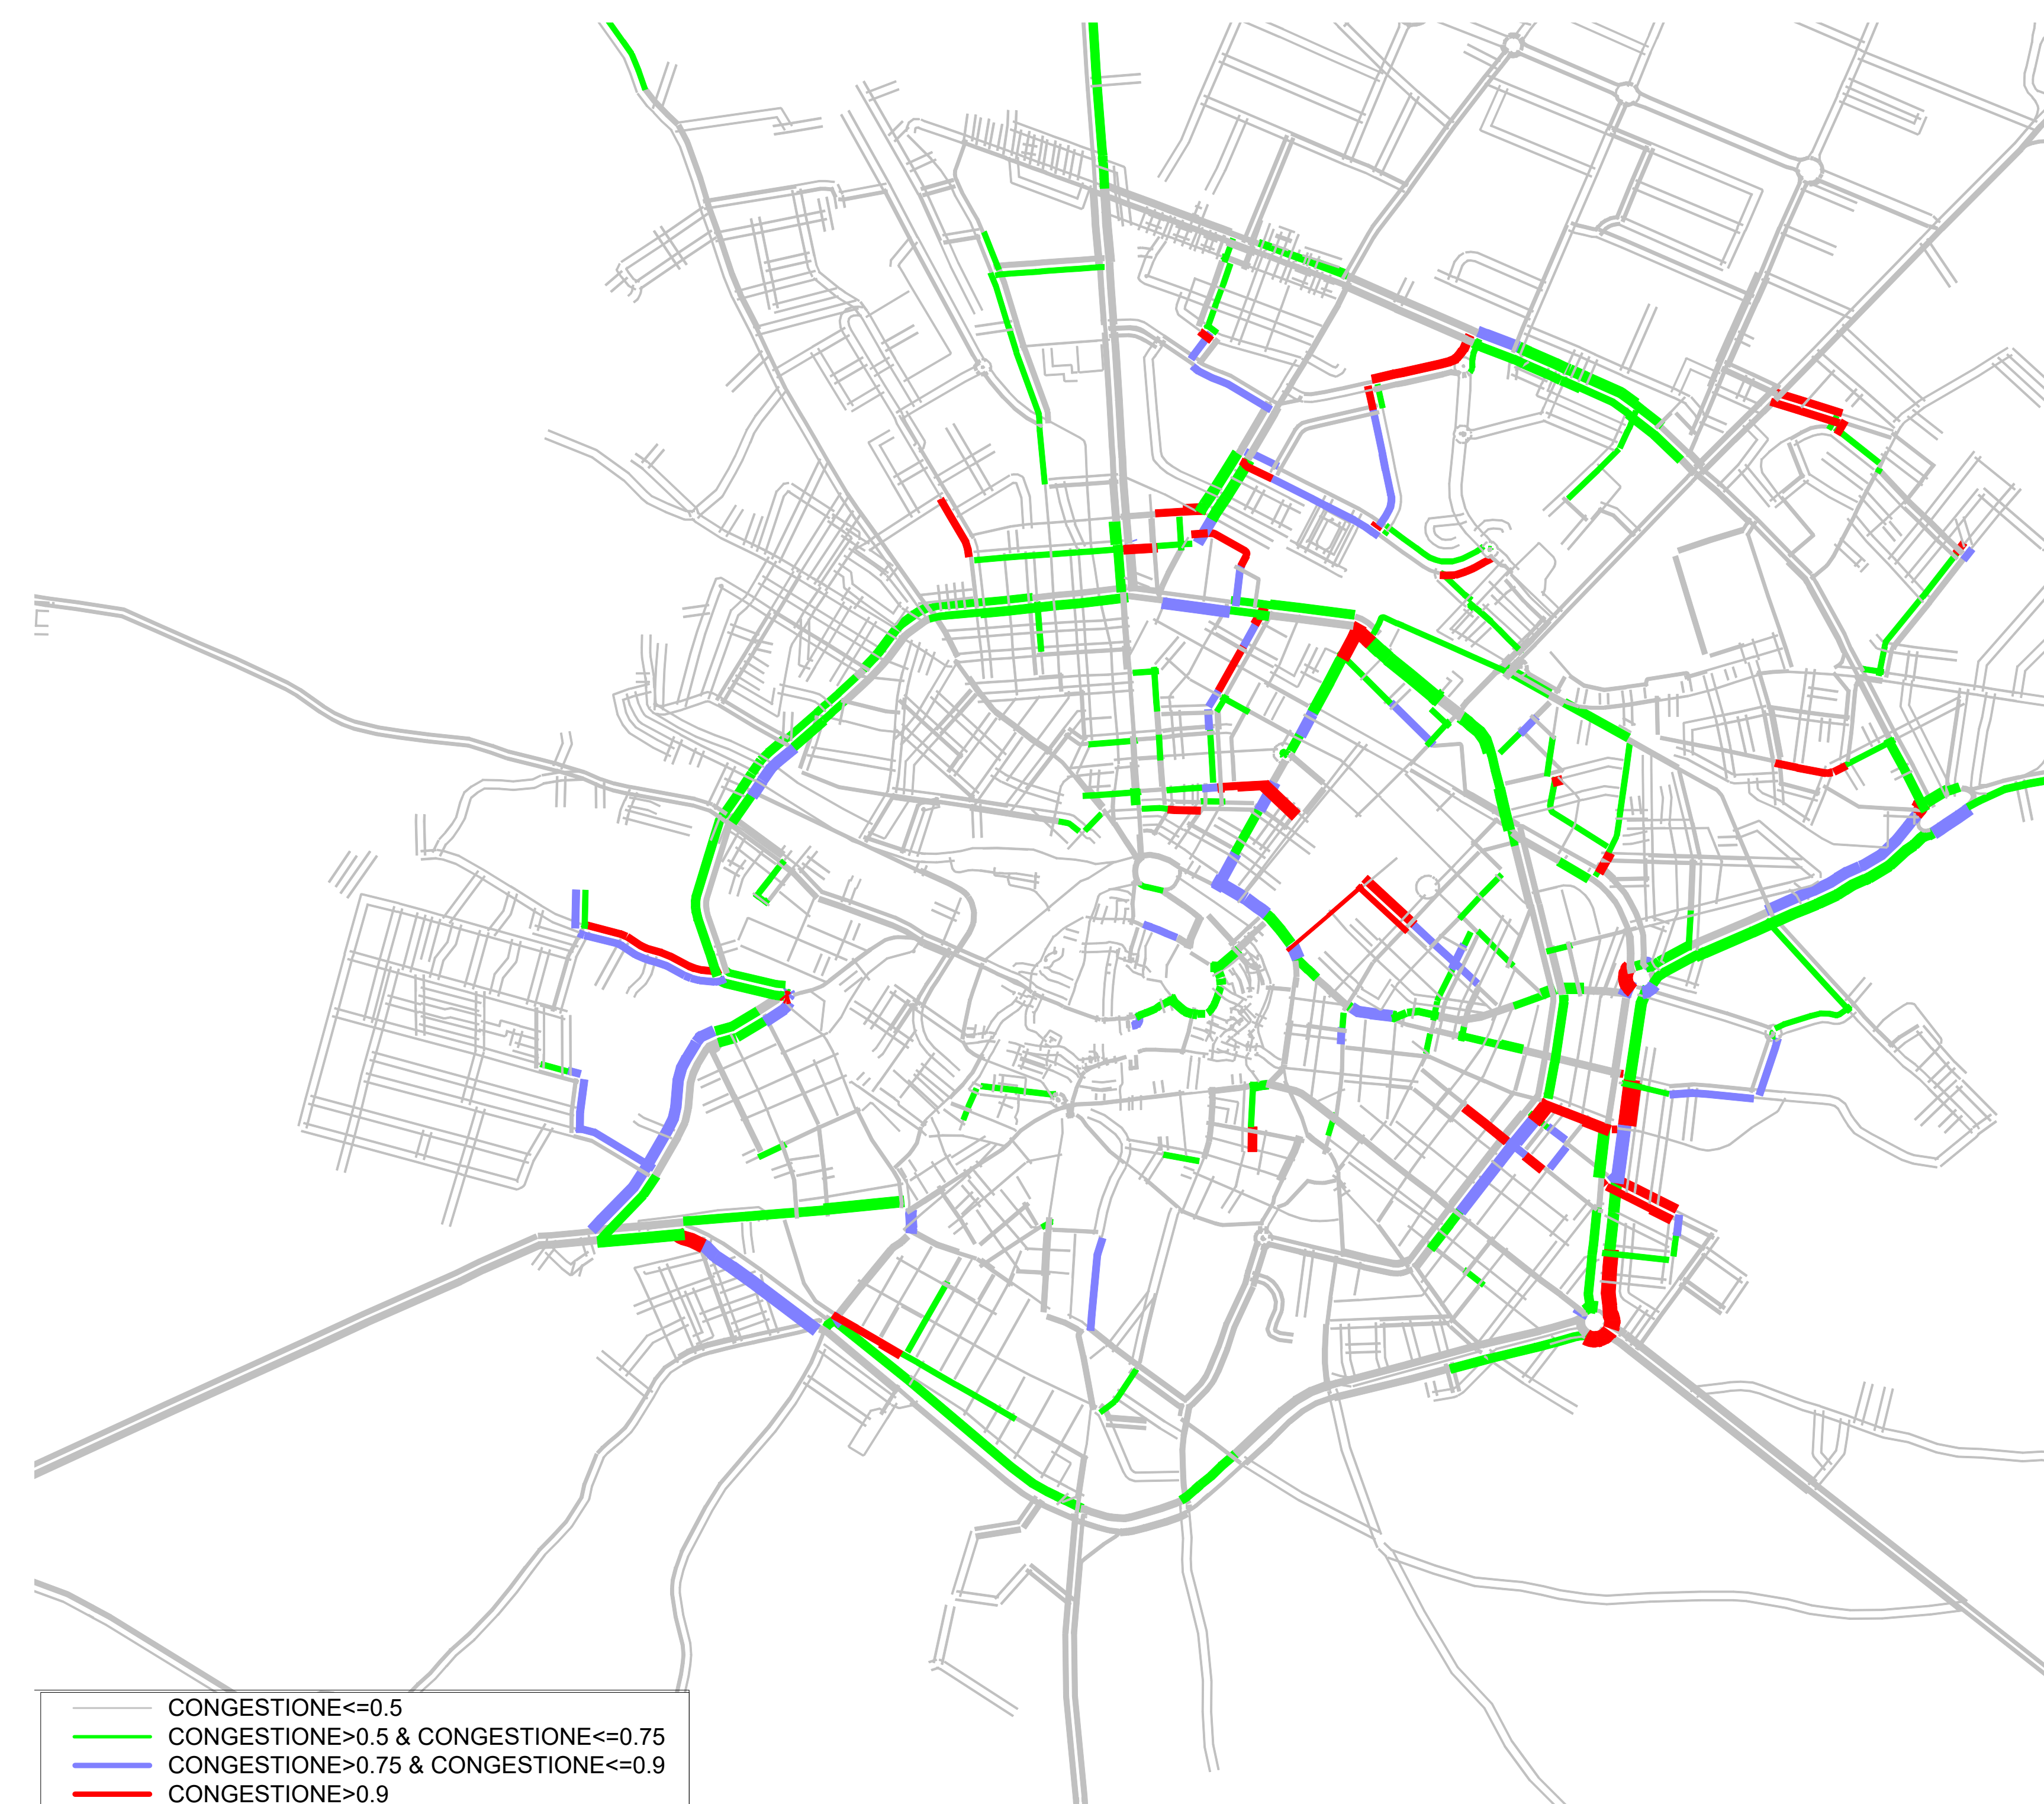 CONGESTIONE<=0.5
CONGESTIONE>0.5 & CONGESTIONE<=0.75
CONGESTIONE>0.75 & CONGESTIONE<=0.9
CONGESTIONE>0.9